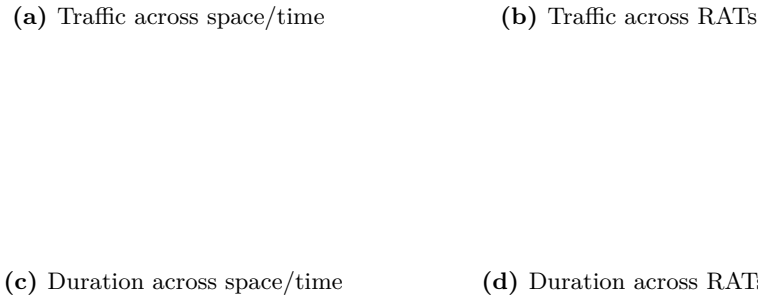 (a) Traffic across space/time
(b) Traffic across RATs
(c) Duration across space/time
(d) Duration across RATs